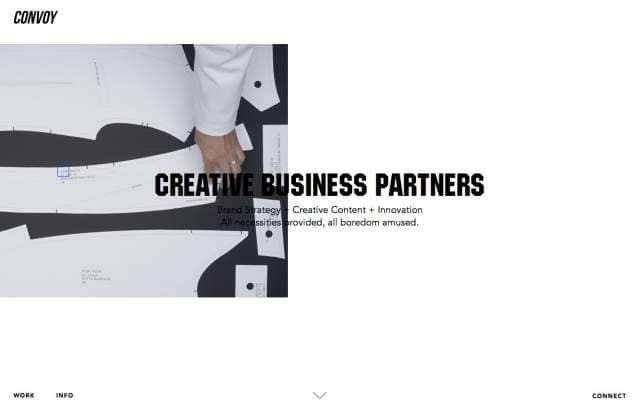 CONVOY
CREATIVE BUSINESS PARTNERS
Brand Strategy + Creative Content + Innovation
All necessities provided, all boredom amused.
WORK
INFO
CONNECT